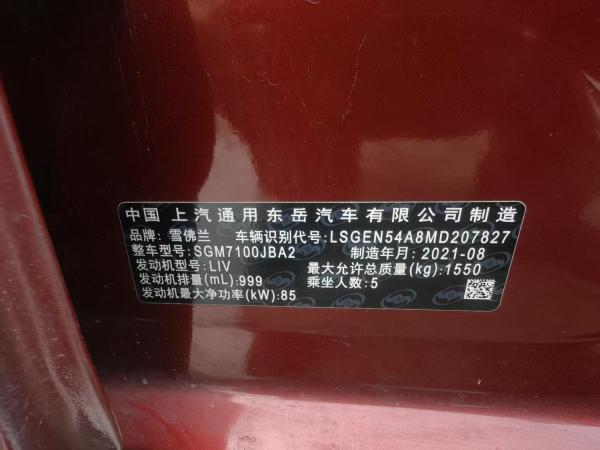 中国 上汽通用东岳汽车有限公司制造
品牌: 雪佛兰 车辆识别代号: LSGEN54A8MD207827
整车型号: SGM7100JBA2 制造年月: 2021-08
发动机型号: LIV 最大允许总质量(kg): 1550
发动机排量(mL): 999 乘坐人数: 5
发动机最大净功率(kW): 85